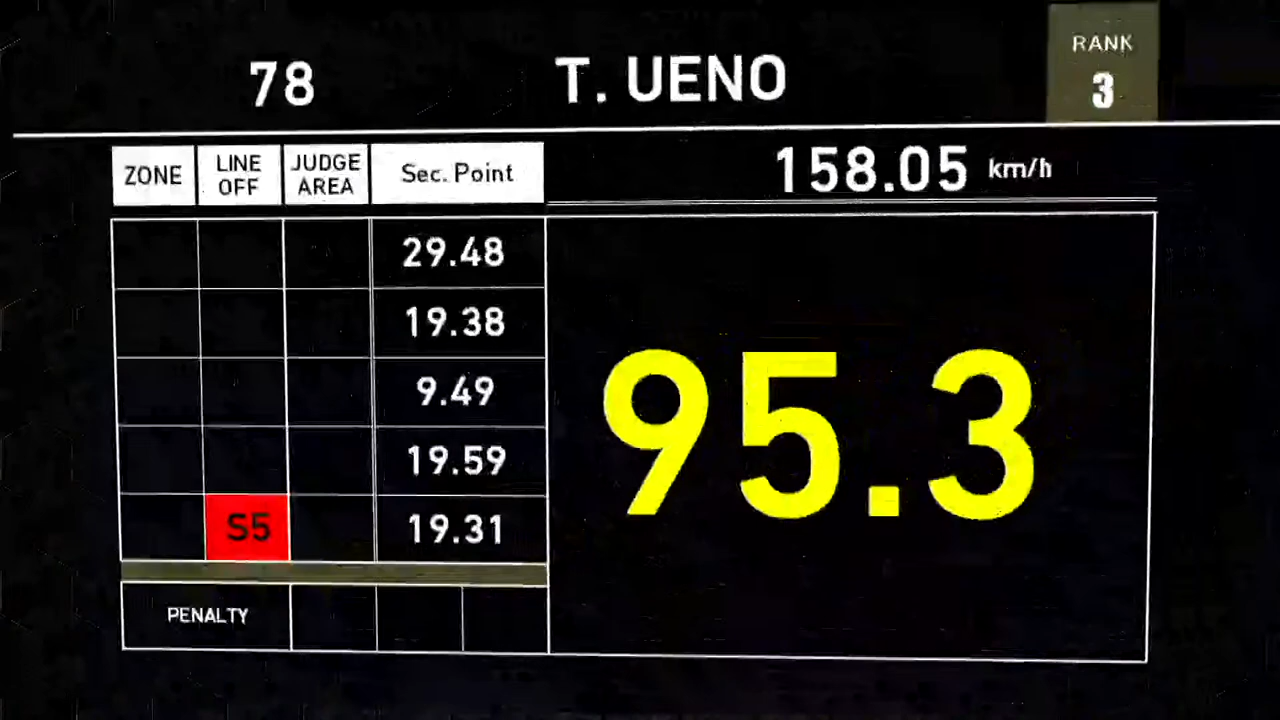 78 T. UENO RANK 3
158.05 km/h
ZONE LINE OFF JUDGE AREA Sec. Point
29.48
19.38
9.49
19.59
S5 19.31
95.3
PENALTY